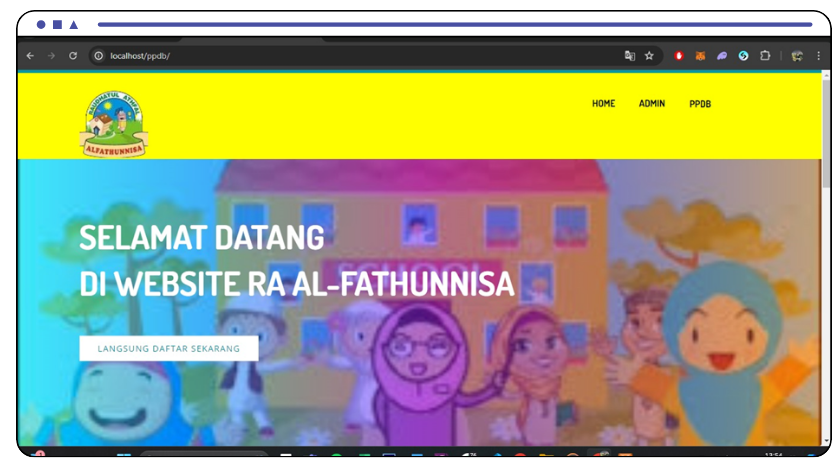 localhost/ppdb/
RAUDHATUL ATHFAL
ALFATHUNNISA
HOME ADMIN PPDB
SCHOOL
SELAMAT DATANG
DI WEBSITE RA AL-FATHUNNISA
LANGSUNG DAFTAR SEKARANG